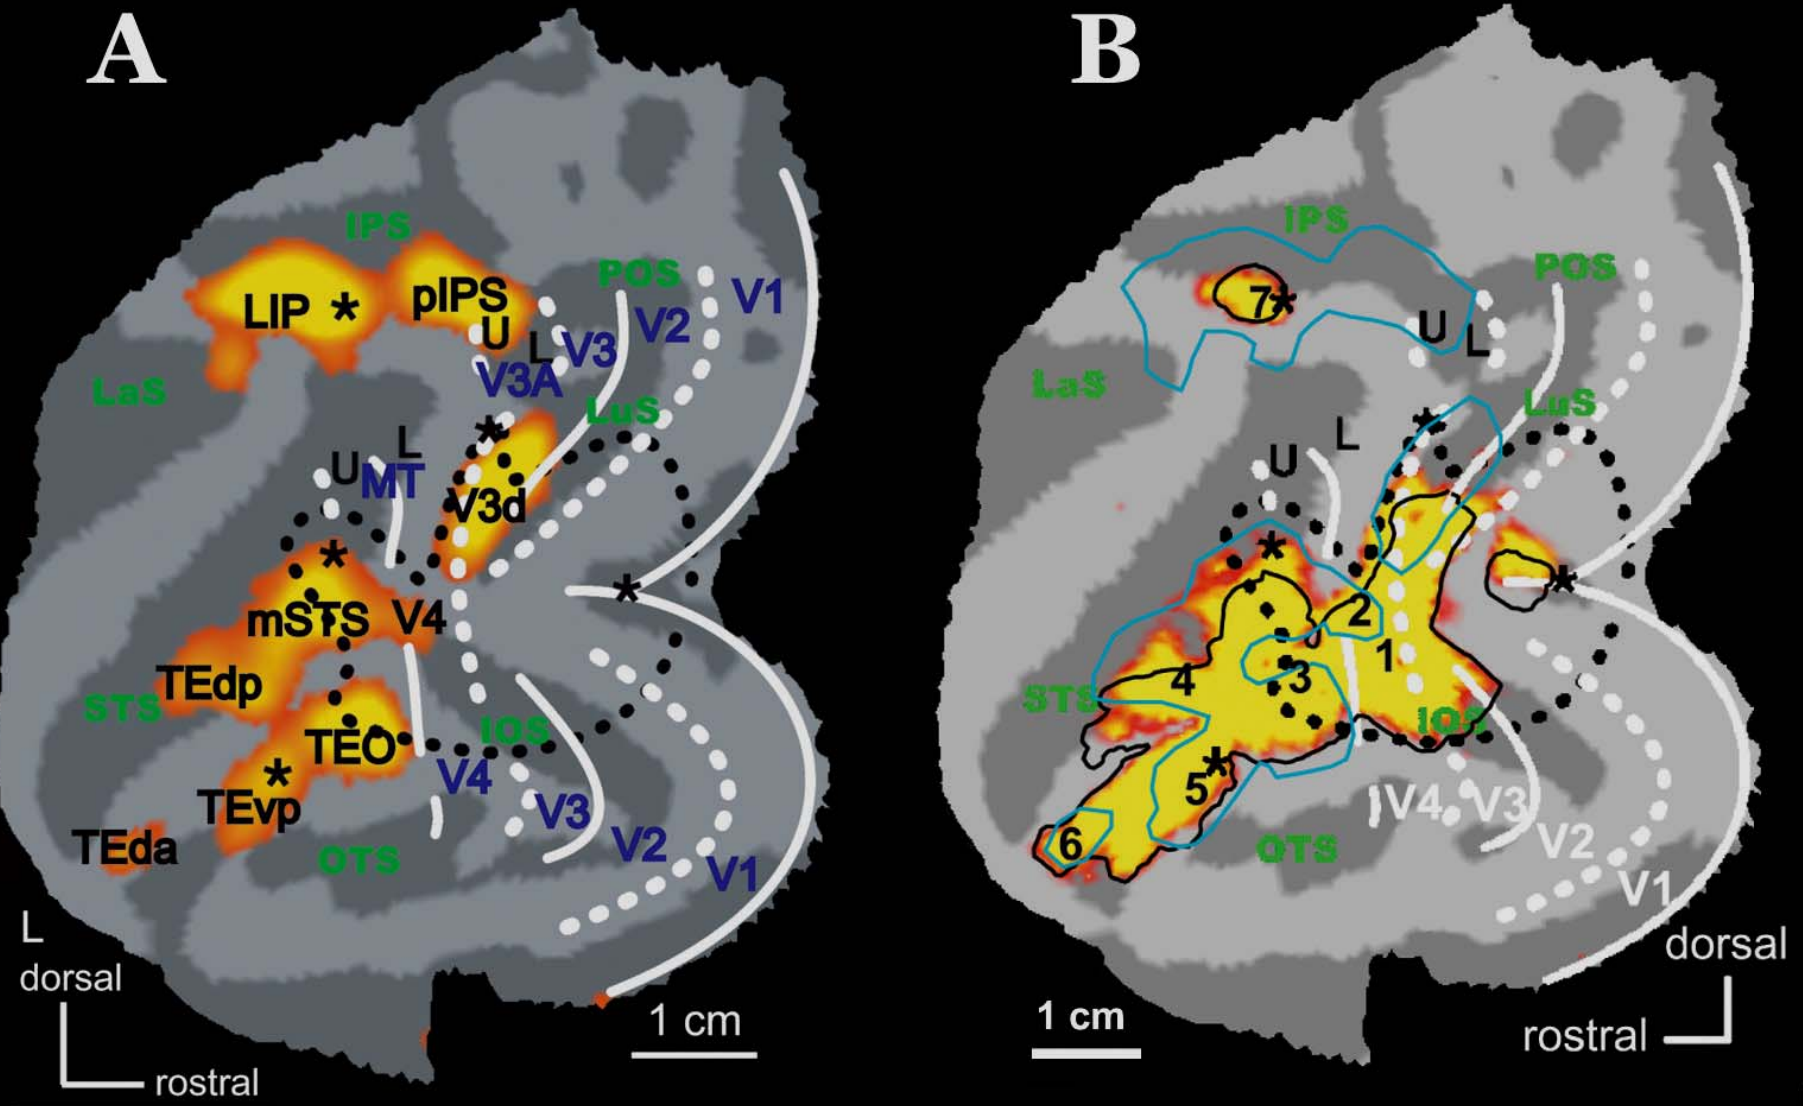 A
IPS
LIP *
pIPS
POS
V1
V2
U
L
V3
V3A
LaS
LuS
*
L
U
MT
V3d
*
*
mSTS
V4
TEdp
STS
IOS
TEO
*
V4
TEvp
V3
TEda
OTS
V2
V1
L
dorsal
rostral
1 cm
B
IPS
POS
7*
U
L
LaS
LuS
*
L
U
*
*
2
1
4
3
STS
IOS
*
5
V4
V3
6
OTS
V2
V1
dorsal
1 cm
rostral